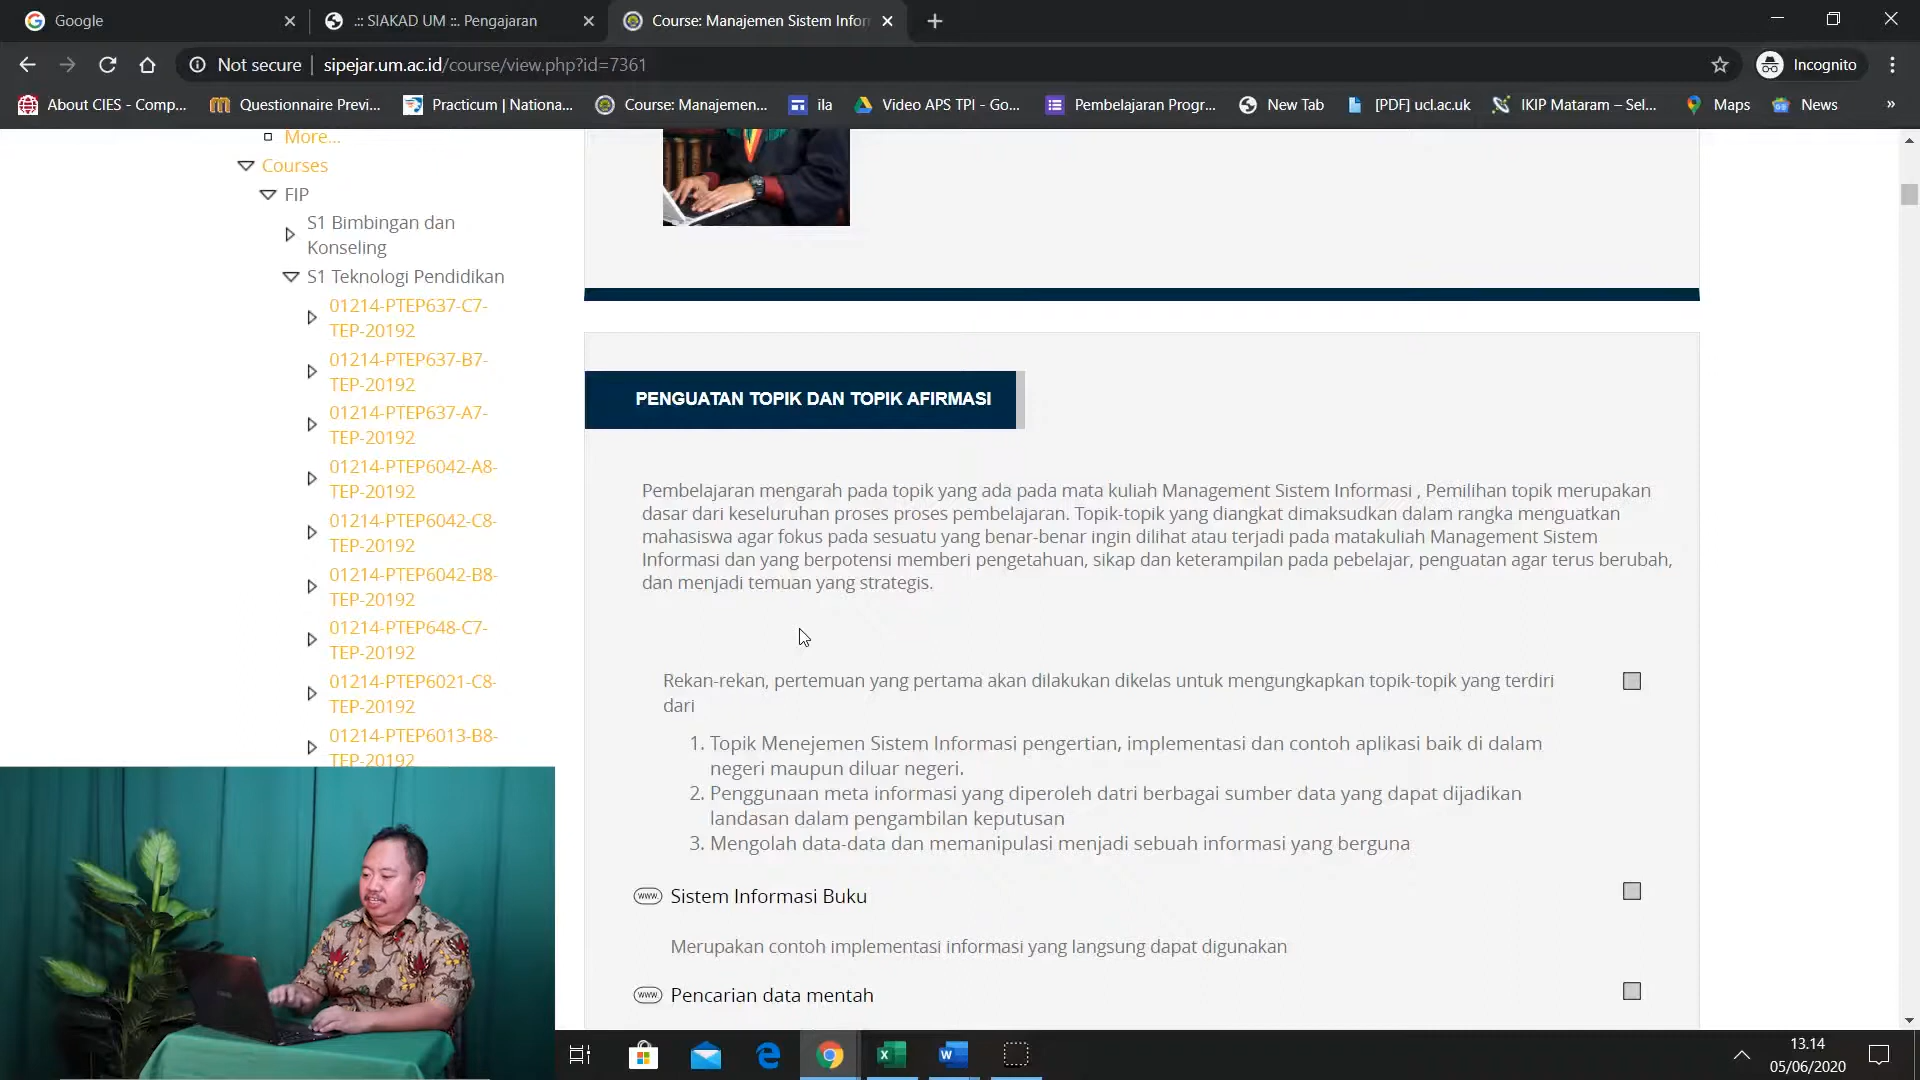 Google
.:: SIAKAD UM ::. Pengajaran
Course: Manajemen Sistem Infor
Not secure
sipejar.um.ac.id/course/view.php?id=7361
Incognito
About CIES - Comp...
Questionnaire Previ...
Practicum | Nationa...
Course: Manajemen...
ila
Video APS TPI - Go...
Pembelajaran Progr...
New Tab
[PDF] ucl.ac.uk
IKIP Mataram – Sel...
Maps
News
»
More...
Courses
FIP
S1 Bimbingan dan
Konseling
S1 Teknologi Pendidikan
01214-PTEP637-C7-
TEP-20192
01214-PTEP637-B7-
TEP-20192
01214-PTEP637-A7-
TEP-20192
01214-PTEP6042-A8-
TEP-20192
01214-PTEP6042-C8-
TEP-20192
01214-PTEP6042-B8-
TEP-20192
01214-PTEP648-C7-
TEP-20192
01214-PTEP6021-C8-
TEP-20192
01214-PTEP6013-B8-
TEP-20192
PENGUATAN TOPIK DAN TOPIK AFIRMASI
Pembelajaran mengarah pada topik yang ada pada mata kuliah Management Sistem Informasi , Pemilihan topik merupakan
dasar dari keseluruhan proses proses pembelajaran. Topik-topik yang diangkat dimaksudkan dalam rangka menguatkan
mahasiswa agar fokus pada sesuatu yang benar-benar ingin dilihat atau terjadi pada matakuliah Management Sistem
Informasi dan yang berpotensi memberi pengetahuan, sikap dan keterampilan pada pebelajar, penguatan agar terus berubah,
dan menjadi temuan yang strategis.
Rekan-rekan, pertemuan yang pertama akan dilakukan dikelas untuk mengungkapkan topik-topik yang terdiri
dari
1. Topik Menejemen Sistem Informasi pengertian, implementasi dan contoh aplikasi baik di dalam
negeri maupun diluar negeri.
2. Penggunaan meta informasi yang diperoleh datri berbagai sumber data yang dapat dijadikan
landasan dalam pengambilan keputusan
3. Mengolah data-data dan memanipulasi menjadi sebuah informasi yang berguna
www Sistem Informasi Buku
Merupakan contoh implementasi informasi yang langsung dapat digunakan
www Pencarian data mentah
13.14
05/06/2020